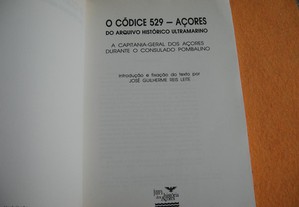 O CÓDICE 529 — AÇORES
DO ARQUIVO HISTÓRICO ULTRAMARINO
A CAPITANIA-GERAL DOS AÇORES
DURANTE O CONSULADO POMBALINO
Introdução e fixação do texto por
JOSÉ GUILHERME REIS LEITE